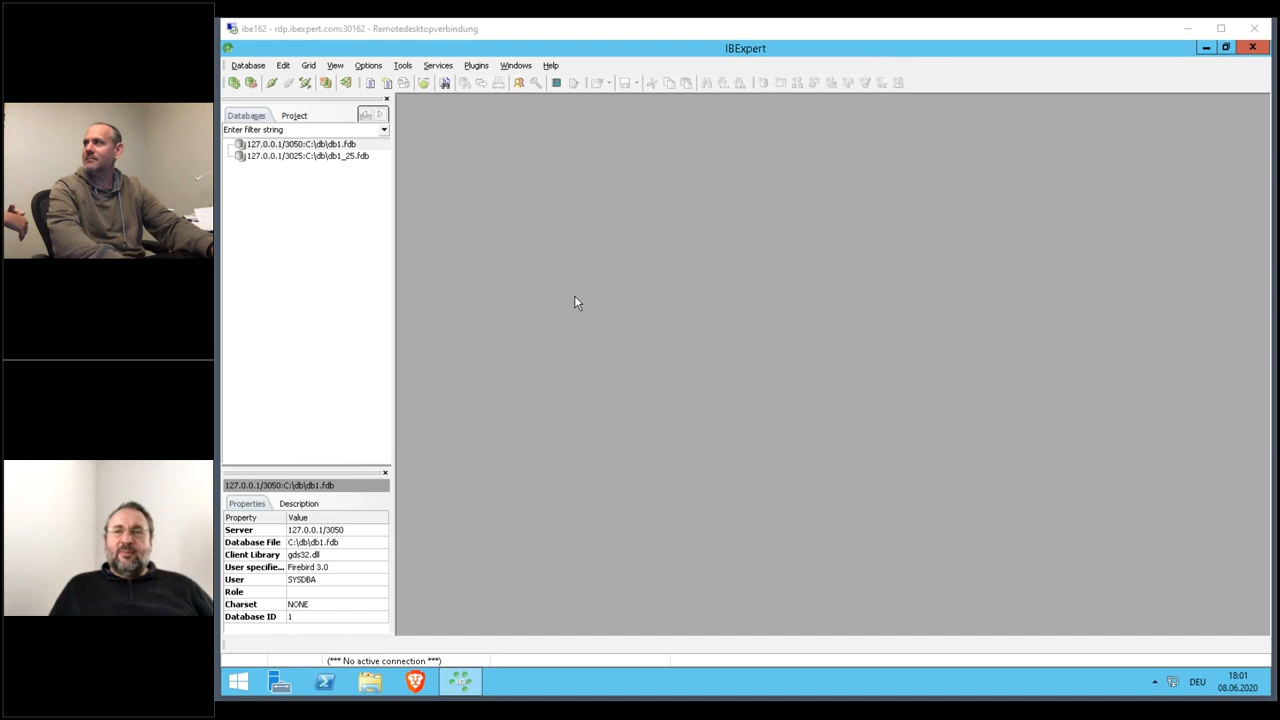 ibe162 - rdp.ibexpert.com:30162 - Remotedesktopverbindung
IBExpert
Database Edit Grid View Options Tools Services Plugins Windows Help
Databases Project
Enter filter string
127.0.0.1/3050:C:\db\db1.fdb
127.0.0.1/3025:C:\db\db1_25.fdb
127.0.0.1/3050:C:\db\db1.fdb
Properties Description
Property Value
Server 127.0.0.1/3050
Database File C:\db\db1.fdb
Client Library gds32.dll
User specifie... Firebird 3.0
User SYSDBA
Role
Charset NONE
Database ID 1
(*** No active connection ***)
DEU
18:01
08.06.2020